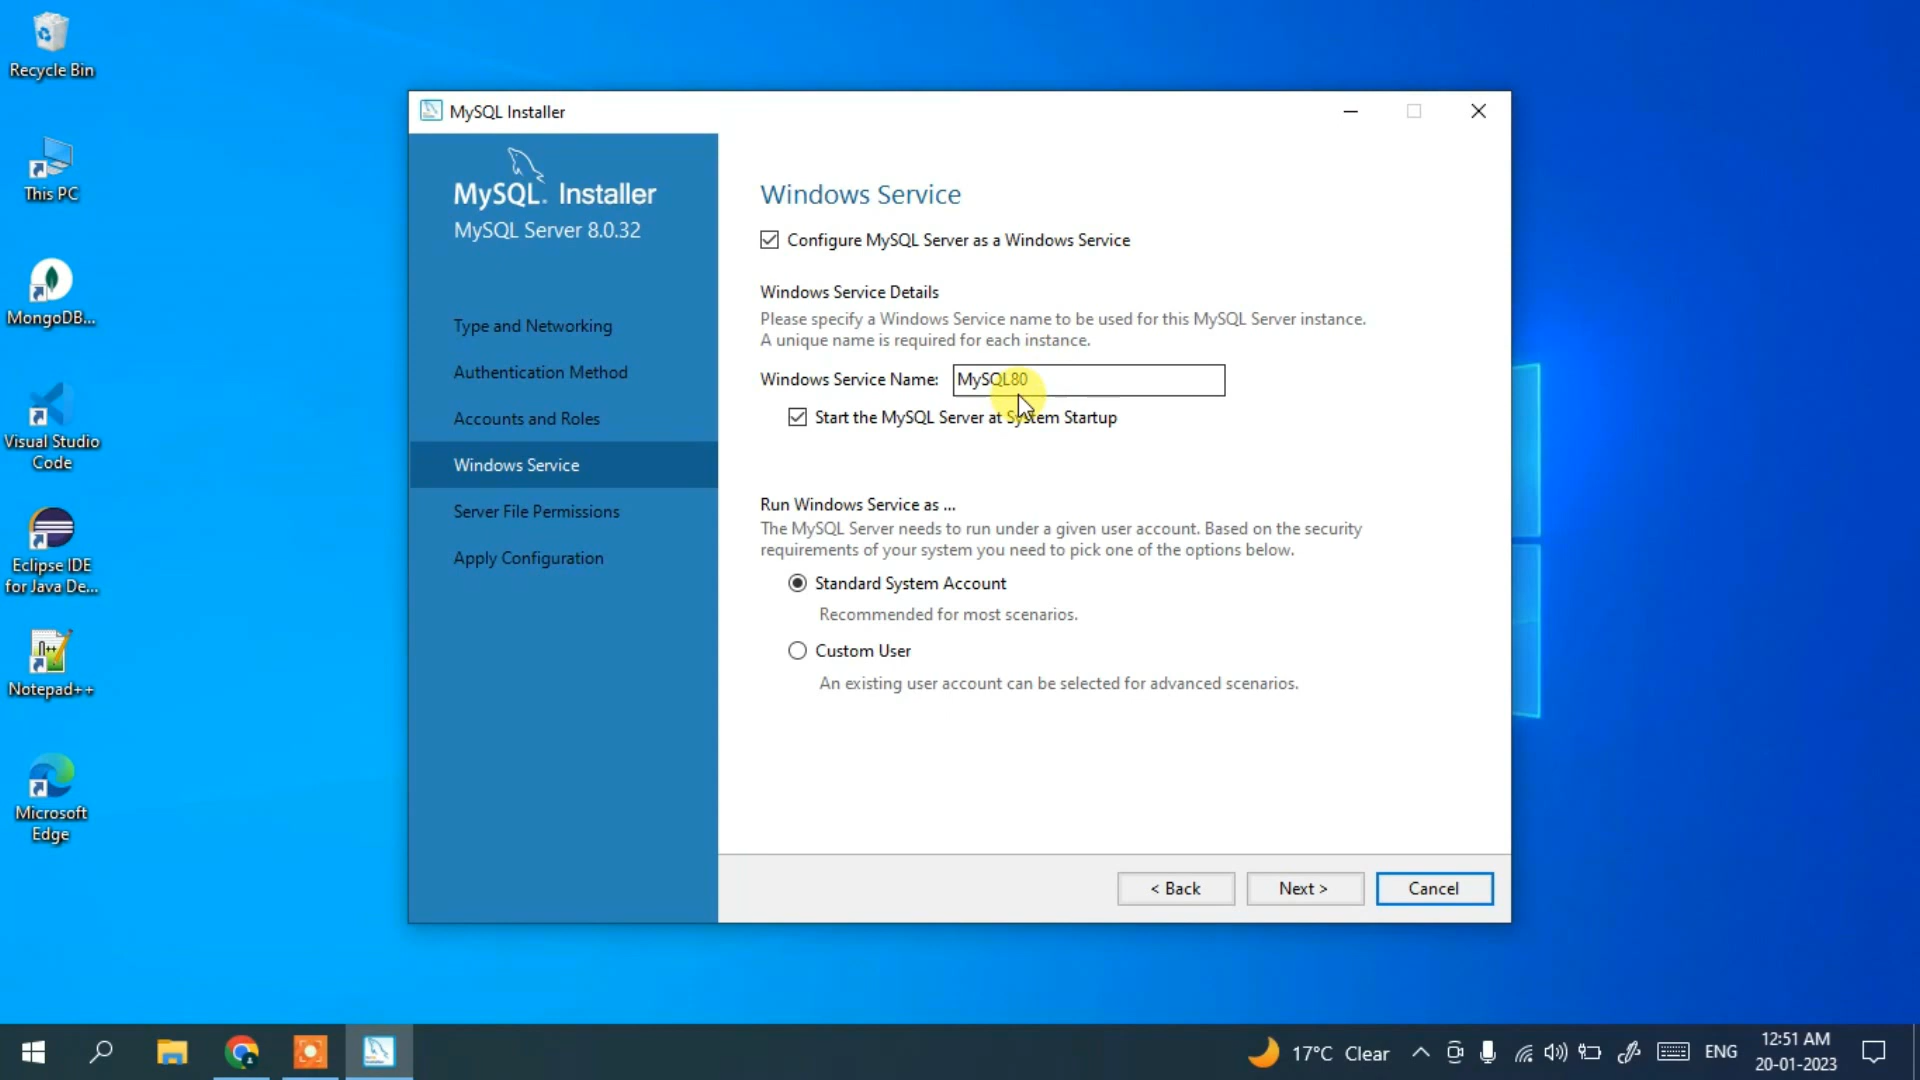 Recycle Bin
This PC
MongoDB...
Visual Studio
Code
Eclipse IDE
for Java De...
Notepad++
Microsoft
Edge
MySQL Installer
MySQL. Installer
MySQL Server 8.0.32
Type and Networking
Authentication Method
Accounts and Roles
Windows Service
Server File Permissions
Apply Configuration
Windows Service
Configure MySQL Server as a Windows Service
Windows Service Details
Please specify a Windows Service name to be used for this MySQL Server instance.
A unique name is required for each instance.
Windows Service Name: MySQL80
Start the MySQL Server at System Startup
Run Windows Service as ...
The MySQL Server needs to run under a given user account. Based on the security
requirements of your system you need to pick one of the options below.
Standard System Account
Recommended for most scenarios.
Custom User
An existing user account can be selected for advanced scenarios.
< Back
Next >
Cancel
17°C Clear
ENG
12:51 AM
20-01-2023